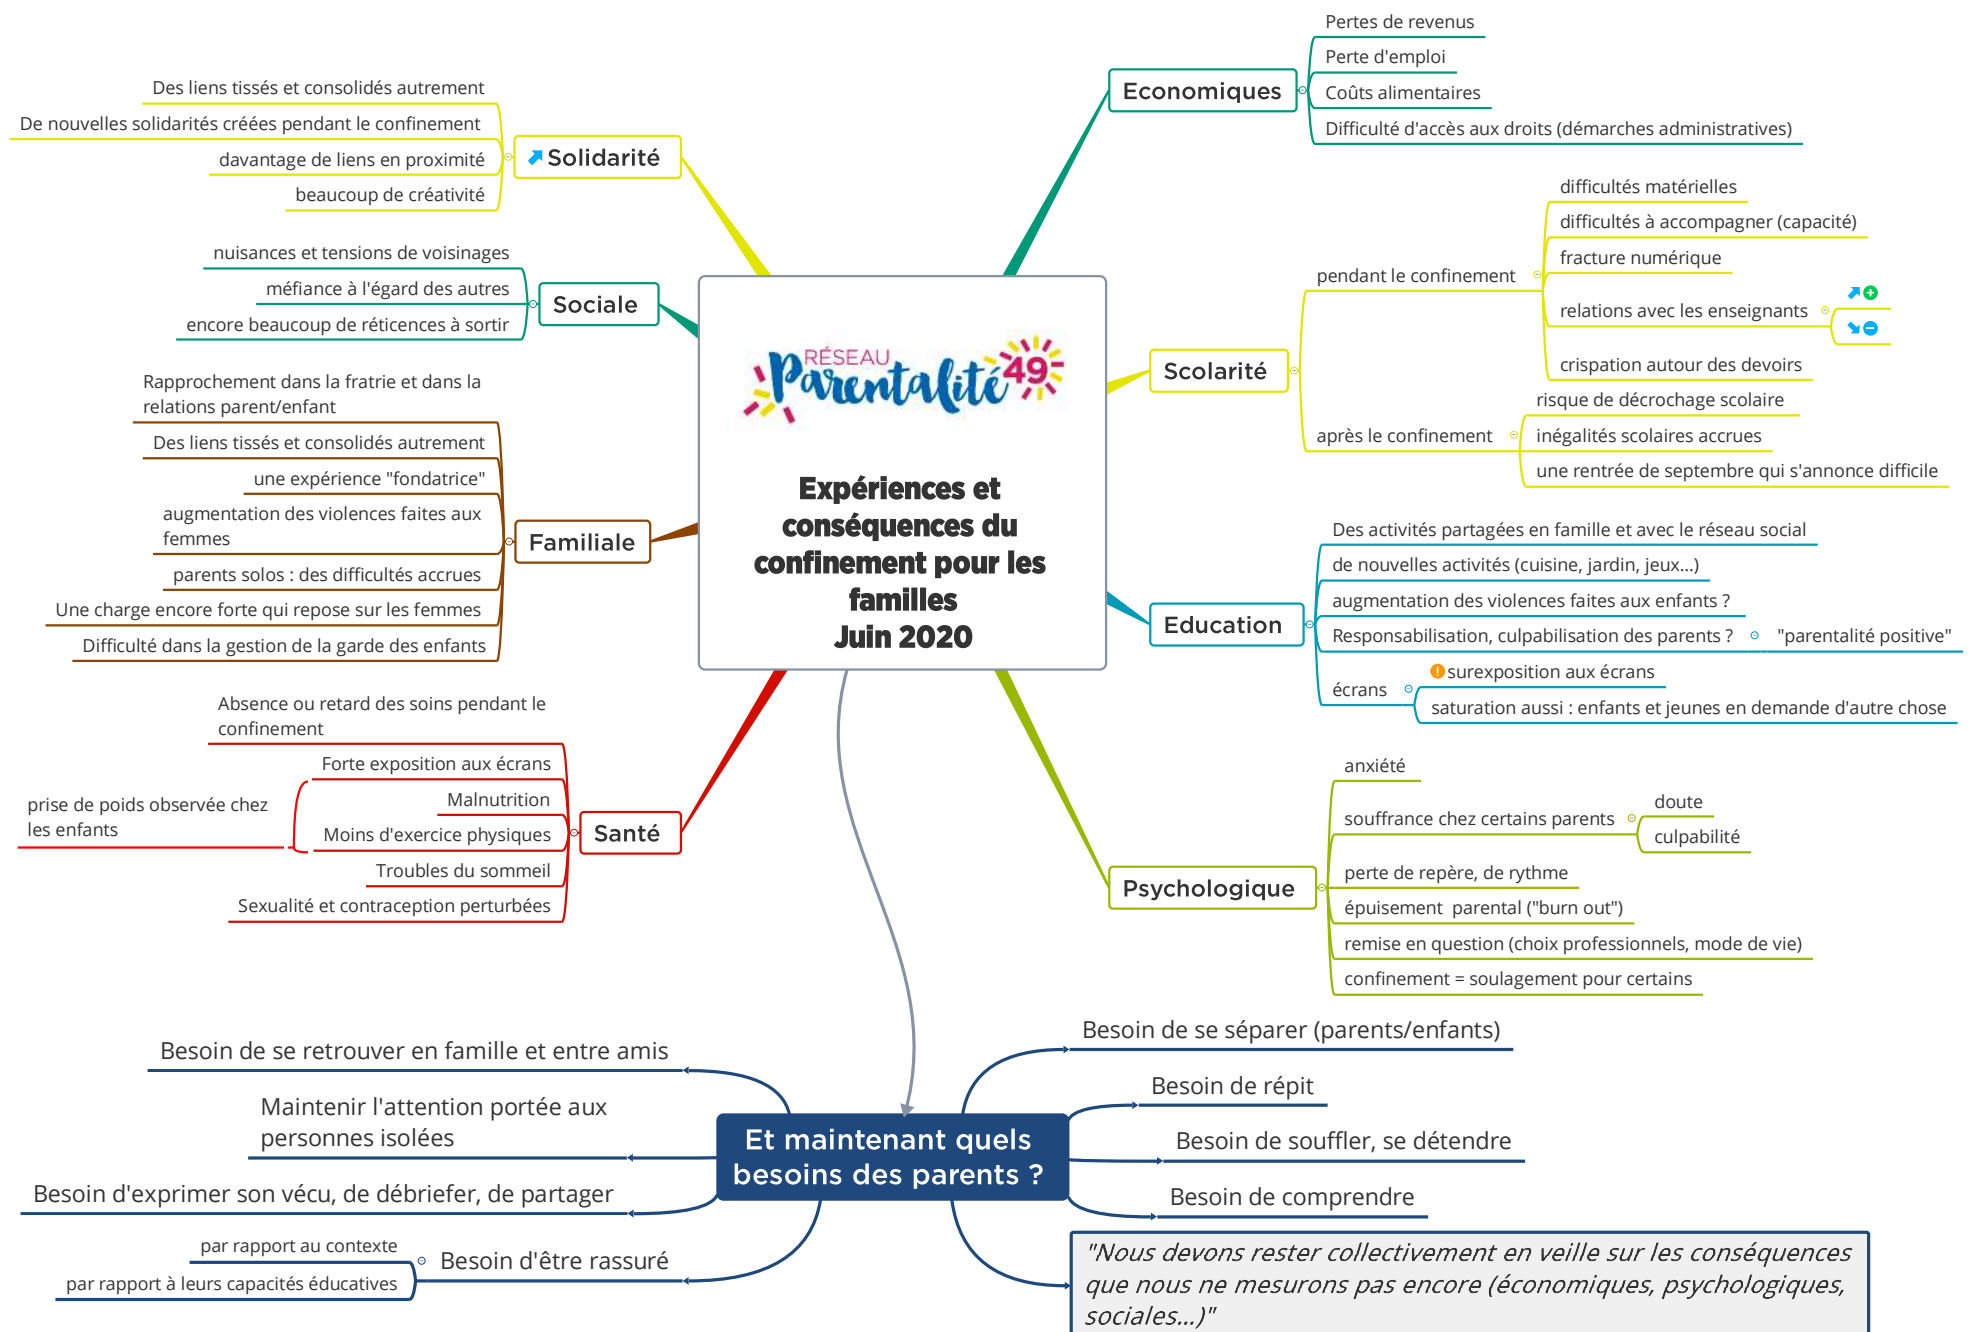 RÉSEAU
Parentalité 49
Expériences et
conséquences du
confinement pour les
familles
Juin 2020
Economiques
Pertes de revenus
Perte d'emploi
Coûts alimentaires
Difficulté d'accès aux droits (démarches administratives)
Scolarité
pendant le confinement
difficultés matérielles
difficultés à accompagner (capacité)
fracture numérique
relations avec les enseignants
crispation autour des devoirs
après le confinement
risque de décrochage scolaire
inégalités scolaires accrues
une rentrée de septembre qui s'annonce difficile
Education
Des activités partagées en famille et avec le réseau social
de nouvelles activités (cuisine, jardin, jeux...)
augmentation des violences faites aux enfants ?
Responsabilisation, culpabilisation des parents ?
"parentalité positive"
écrans
surexposition aux écrans
saturation aussi : enfants et jeunes en demande d'autre chose
Psychologique
anxiété
souffrance chez certains parents
doute
culpabilité
perte de repère, de rythme
épuisement  parental ("burn out")
remise en question (choix professionnels, mode de vie)
confinement = soulagement pour certains
Solidarité
Des liens tissés et consolidés autrement
De nouvelles solidarités créées pendant le confinement
davantage de liens en proximité
beaucoup de créativité
Sociale
nuisances et tensions de voisinages
méfiance à l'égard des autres
encore beaucoup de réticences à sortir
Familiale
Rapprochement dans la fratrie et dans la
relations parent/enfant
Des liens tissés et consolidés autrement
une expérience "fondatrice"
augmentation des violences faites aux
femmes
parents solos : des difficultés accrues
Une charge encore forte qui repose sur les femmes
Difficulté dans la gestion de la garde des enfants
Santé
Absence ou retard des soins pendant le
confinement
Forte exposition aux écrans
Malnutrition
Moins d'exercice physiques
prise de poids observée chez
les enfants
Troubles du sommeil
Sexualité et contraception perturbées
Et maintenant quels
besoins des parents ?
Besoin de se séparer (parents/enfants)
Besoin de répit
Besoin de souffler, se détendre
Besoin de comprendre
"Nous devons rester collectivement en veille sur les conséquences
que nous ne mesurons pas encore (économiques, psychologiques,
sociales...)"
Besoin de se retrouver en famille et entre amis
Maintenir l'attention portée aux
personnes isolées
Besoin d'exprimer son vécu, de débriefer, de partager
Besoin d'être rassuré
par rapport au contexte
par rapport à leurs capacités éducatives